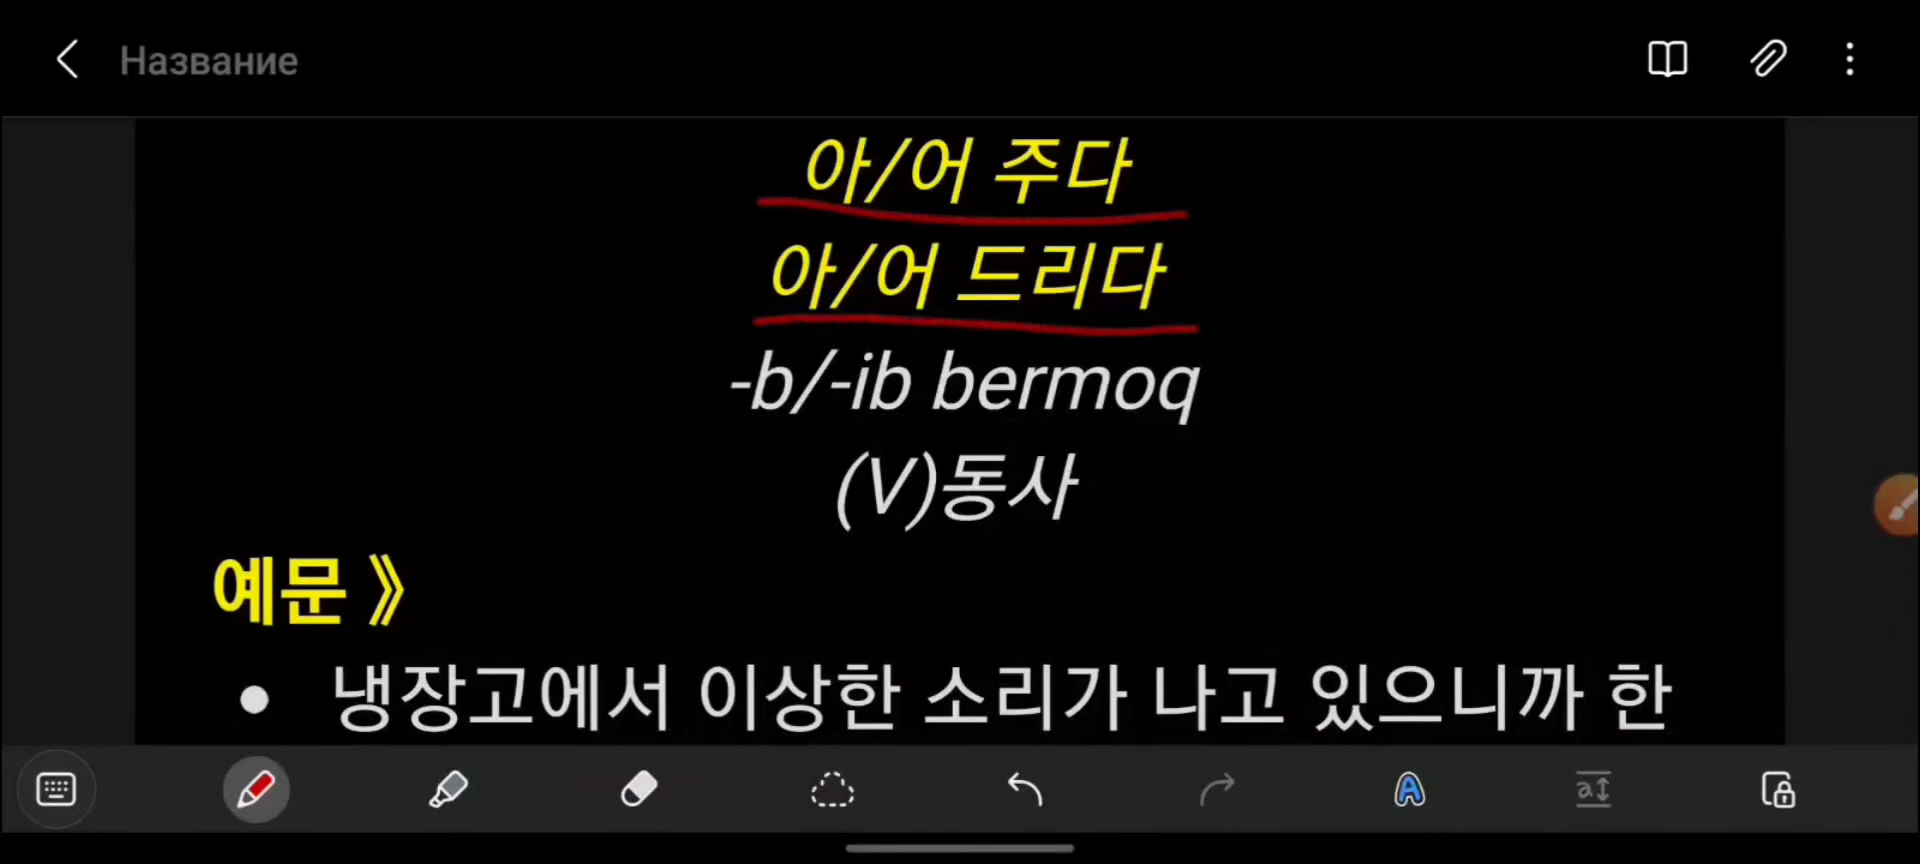 Название
아/어 주다
아/어 드리다
-b/-ib bermoq
(V)동사
예문 》
● 냉장고에서 이상한 소리가 나고 있으니까 한